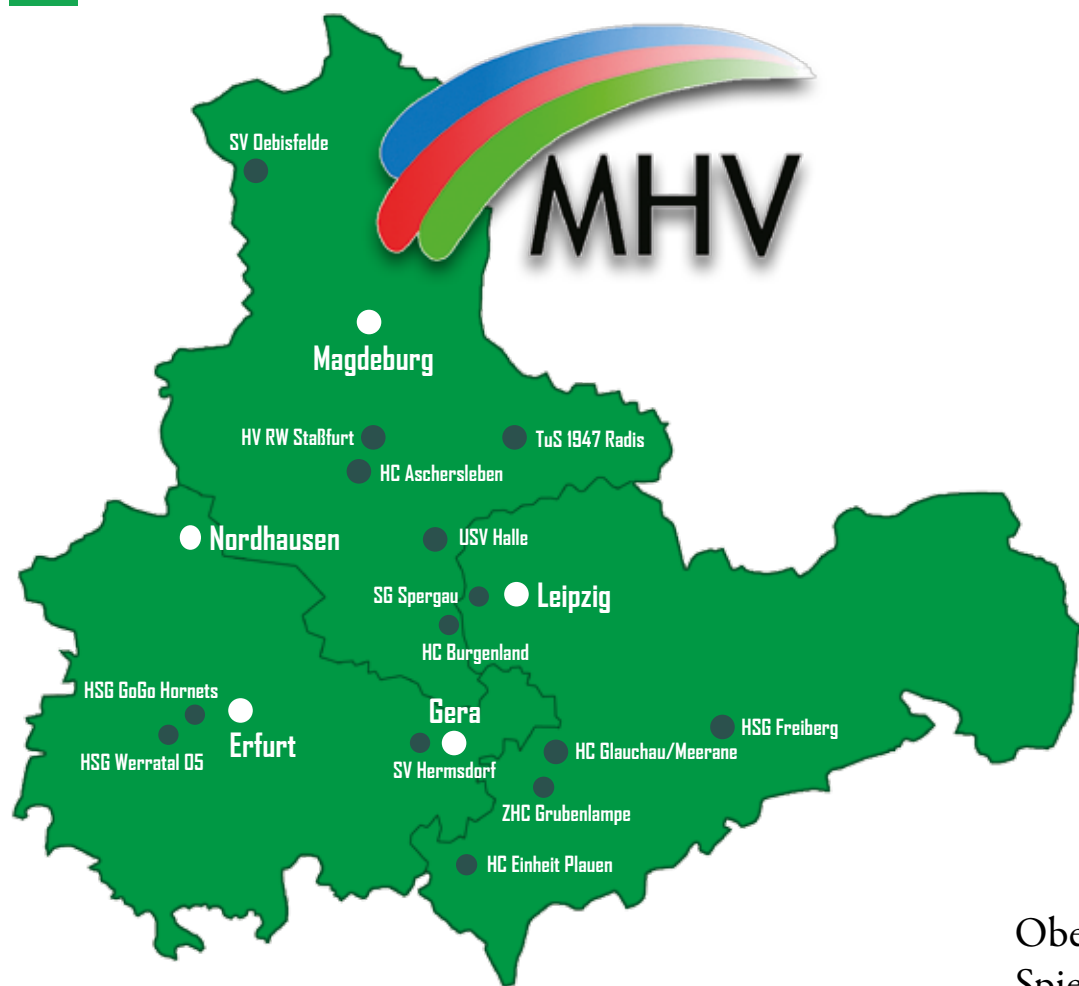 MHV
SV Oebisfelde
Magdeburg
HV RW Staßfurt
TuS 1947 Radis
HC Aschersleben
Nordhausen
USV Halle
SG Spergau
Leipzig
HC Burgenland
HSG GoGo Hornets
Gera
Erfurt
HSG Werratal 05
SV Hermsdorf
HSG Freiberg
HC Glauchau/Meerane
ZHC Grubenlampe
HC Einheit Plauen